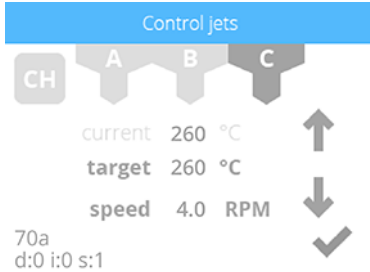 Control jets
CH A B C
current 260 °C
target 260 °C
speed 4.0 RPM
70a
d:0 i:0 s:1